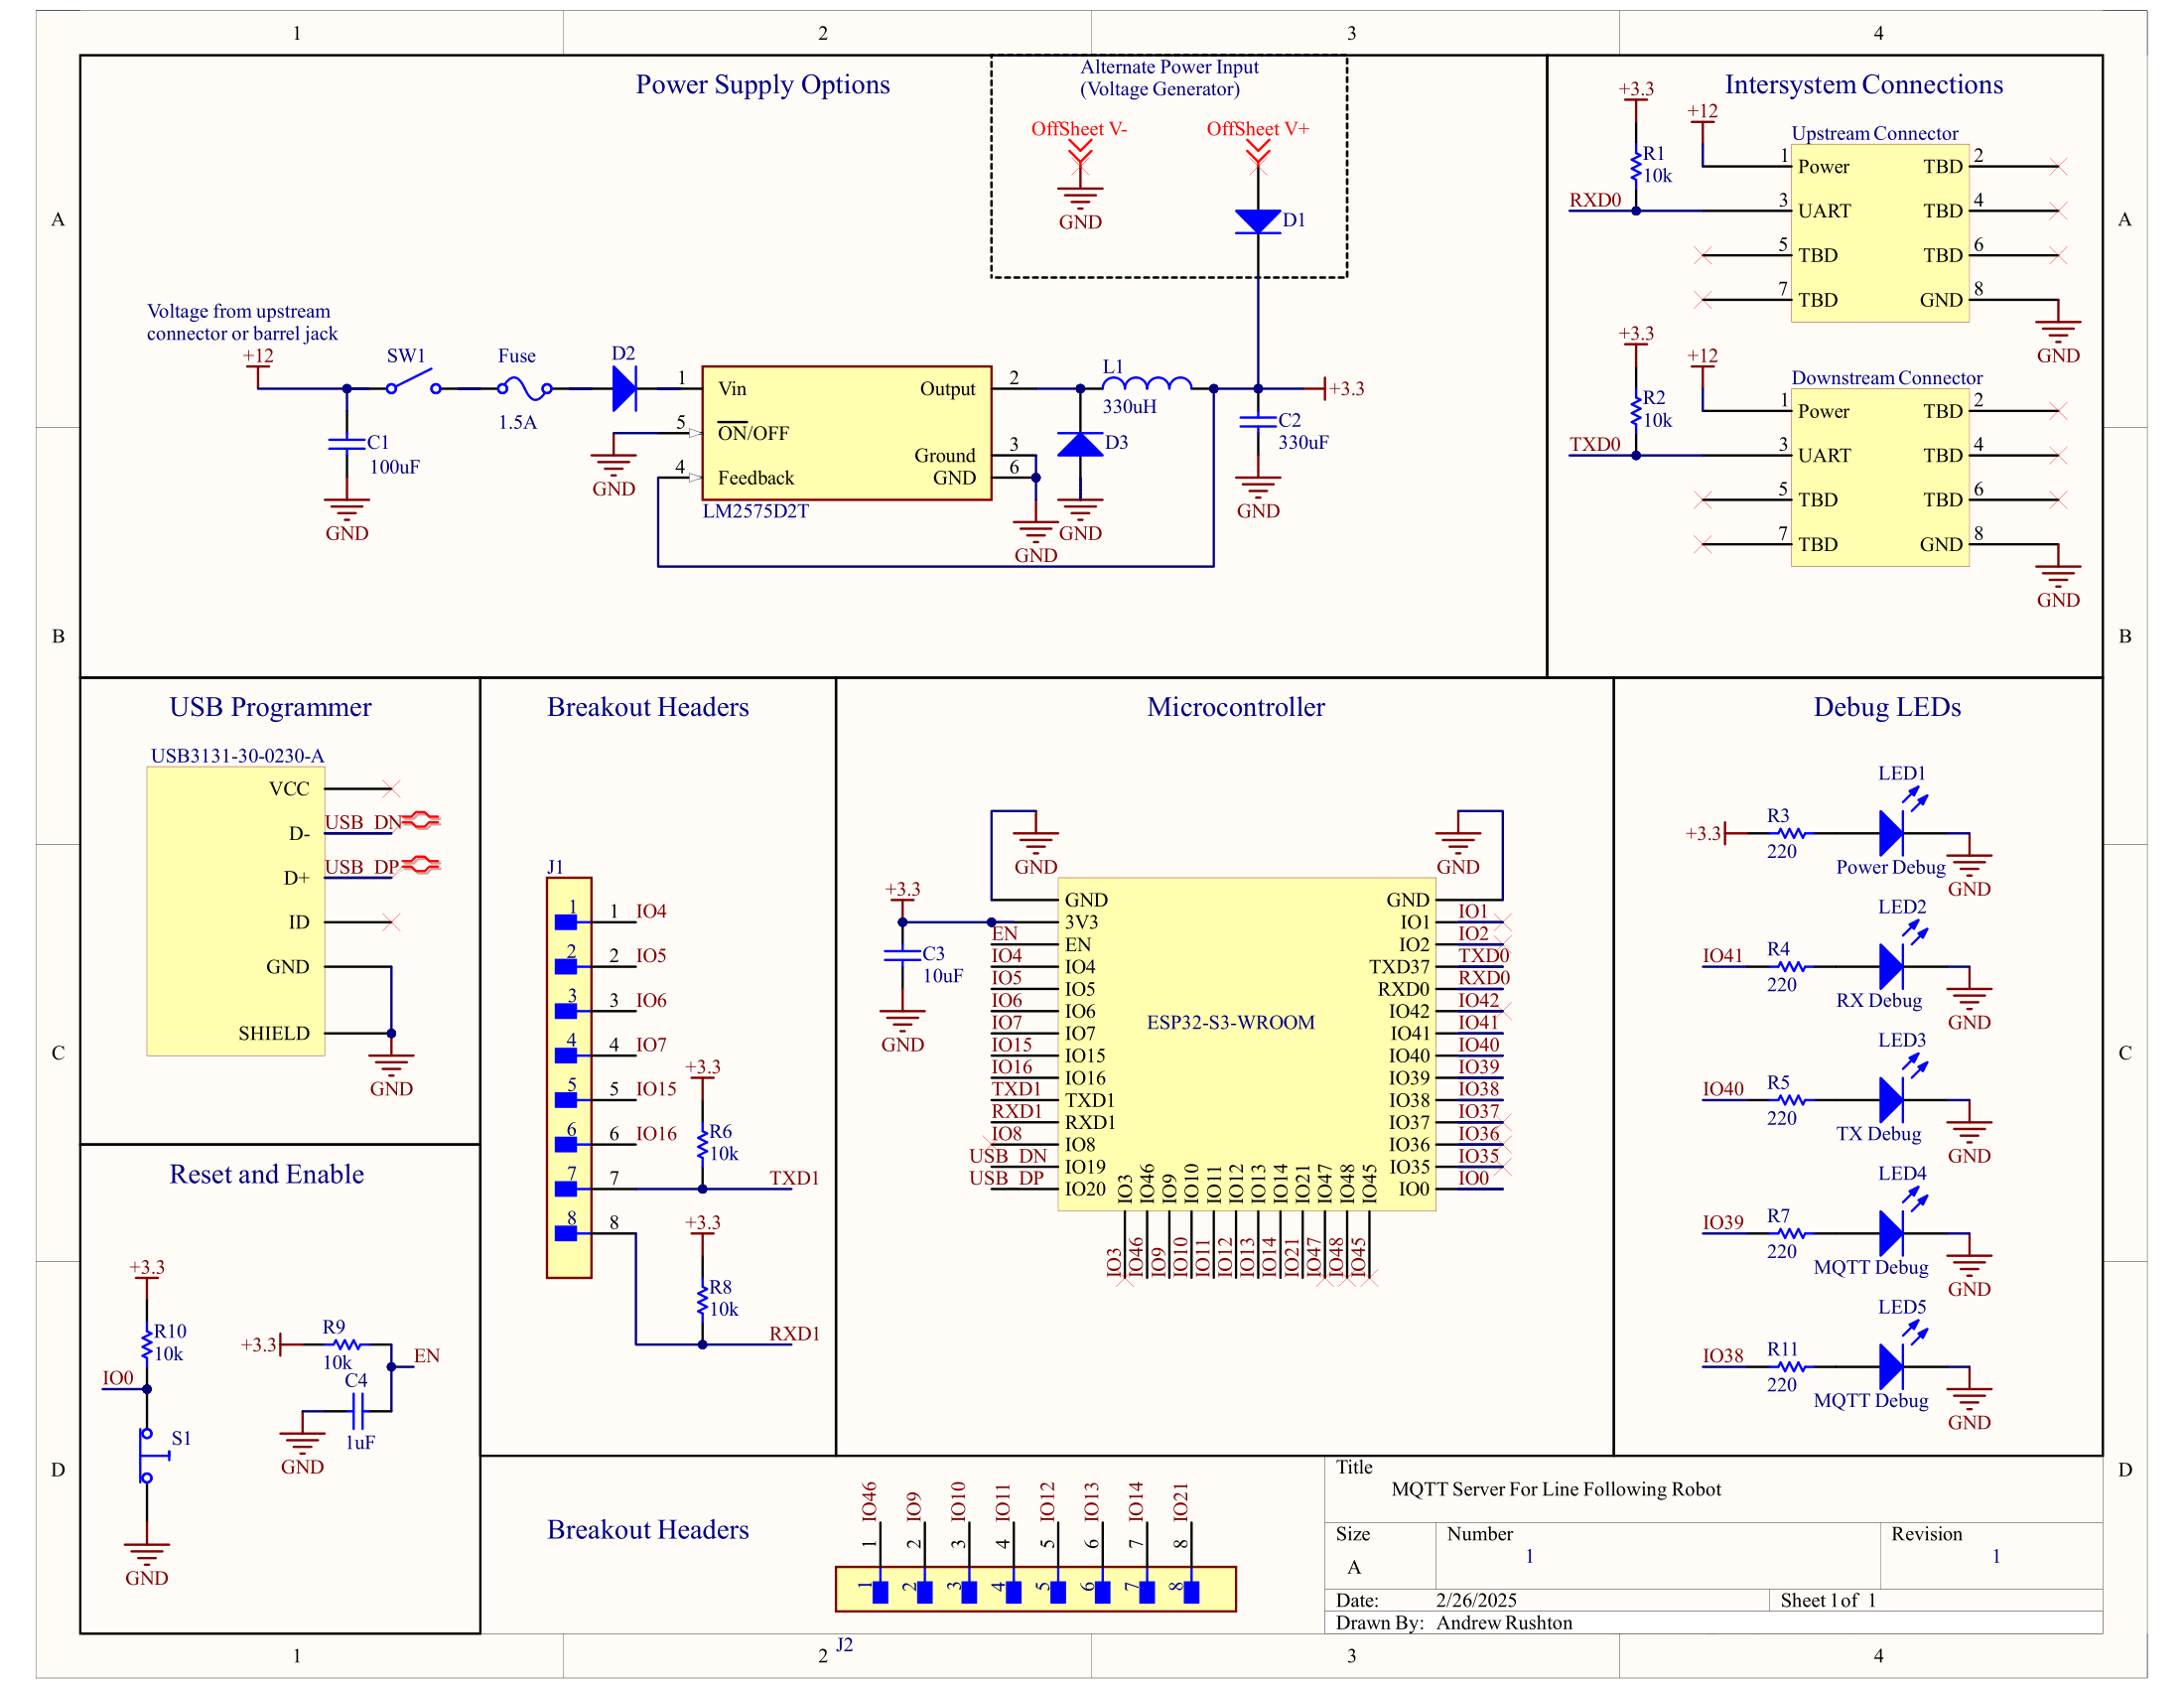 1
2
3
4
A
B
C
D
A
B
C
D
Power Supply Options
Alternate Power Input
(Voltage Generator)
OffSheet V-
OffSheet V+
GND
D1
Voltage from upstream
connector or barrel jack
+12
SW1
Fuse
1.5A
D2
C1
100uF
GND
GND
1
Vin
5
ON/OFF
4
Feedback
Output
2
Ground
3
GND
6
LM2575D2T
L1
330uH
D3
GND
GND
C2
330uF
GND
+3.3
Intersystem Connections
+3.3
+12
R1
10k
RXD0
Upstream Connector
1 Power TBD 2
3 UART TBD 4
5 TBD TBD 6
7 TBD GND 8
GND
+3.3
+12
R2
10k
TXD0
Downstream Connector
1 Power TBD 2
3 UART TBD 4
5 TBD TBD 6
7 TBD GND 8
GND
USB Programmer
USB3131-30-0230-A
VCC
D- USB_DN
D+ USB_DP
ID
GND
SHIELD
GND
Reset and Enable
+3.3
R10
10k
IO0
S1
GND
+3.3
R9
10k
EN
C4
1uF
GND
Breakout Headers
J1
1 1 IO4
2 2 IO5
3 3 IO6
4 4 IO7
5 5 IO15
6 6 IO16
7 7
8 8
+3.3
R6
10k
TXD1
+3.3
R8
10k
RXD1
Microcontroller
GND
GND
+3.3
C3
10uF
GND
ESP32-S3-WROOM
GND
3V3
EN EN
IO4 IO4
IO5 IO5
IO6 IO6
IO7 IO7
IO15 IO15
IO16 IO16
TXD1 TXD1
RXD1 RXD1
IO8 IO8
USB_DN IO19
USB_DP IO20
GND
IO1 IO1
IO2 IO2
TXD37 TXD0
RXD0 RXD0
IO42 IO42
IO41 IO41
IO40 IO40
IO39 IO39
IO38 IO38
IO37 IO37
IO36 IO36
IO35 IO35
IO0 IO0
IO3 IO46 IO9 IO10 IO11 IO12 IO13 IO14 IO21 IO47 IO48 IO45
IO3 IO46 IO9 IO10 IO11 IO12 IO13 IO14 IO21 IO47 IO48 IO45
Debug LEDs
LED1
+3.3
R3
220
Power Debug
GND
LED2
IO41
R4
220
RX Debug
GND
LED3
IO40
R5
220
TX Debug
GND
LED4
IO39
R7
220
MQTT Debug
GND
LED5
IO38
R11
220
MQTT Debug
GND
Breakout Headers
IO46 IO9 IO10 IO11 IO12 IO13 IO14 IO21
1 2 3 4 5 6 7 8
1 2 3 4 5 6 7 8
J2
Title
MQTT Server For Line Following Robot
Size
A
Number
1
Revision
1
Date: 2/26/2025
Sheet 1 of 1
Drawn By: Andrew Rushton
1
2
3
4